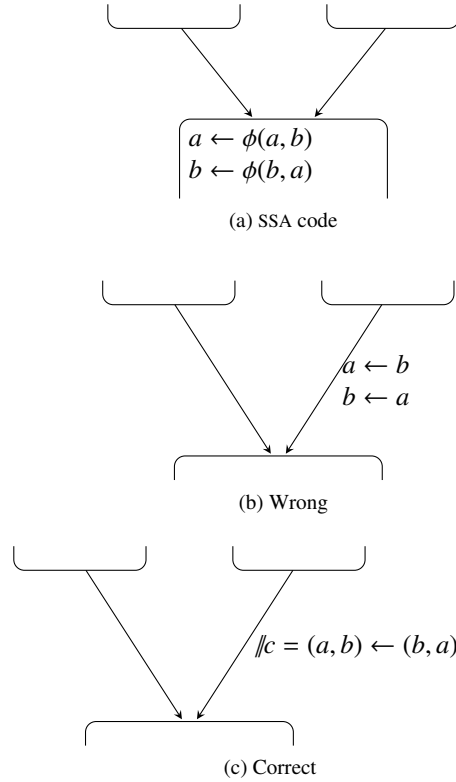 a ← ϕ(a, b)
b ← ϕ(b, a)
(a) SSA code
a ← b
b ← a
(b) Wrong
∥c = (a, b) ← (b, a)
(c) Correct